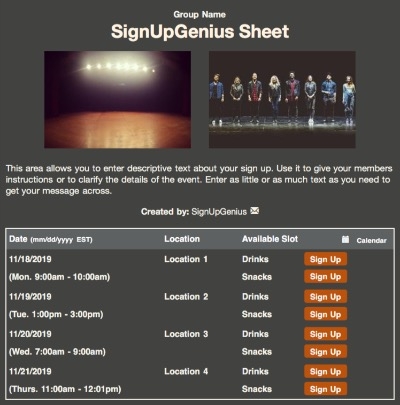 Group Name
SignUpGenius Sheet
This area allows you to enter descriptive text about your sign up. Use it to give your members
instructions or to clarify the details of the event. Enter as little or as much text as you need to
get your message across.
Created by: SignUpGenius
Date (mm/dd/yyyy EST) Location Available Slot Calendar
11/18/2019 Location 1 Drinks Sign Up
(Mon. 9:00am - 10:00am) Snacks Sign Up
11/19/2019 Location 2 Drinks Sign Up
(Tue. 1:00pm - 3:00pm) Snacks Sign Up
11/20/2019 Location 3 Drinks Sign Up
(Wed. 7:00am - 9:00am) Snacks Sign Up
11/21/2019 Location 4 Drinks Sign Up
(Thurs. 11:00am - 12:01pm) Snacks Sign Up